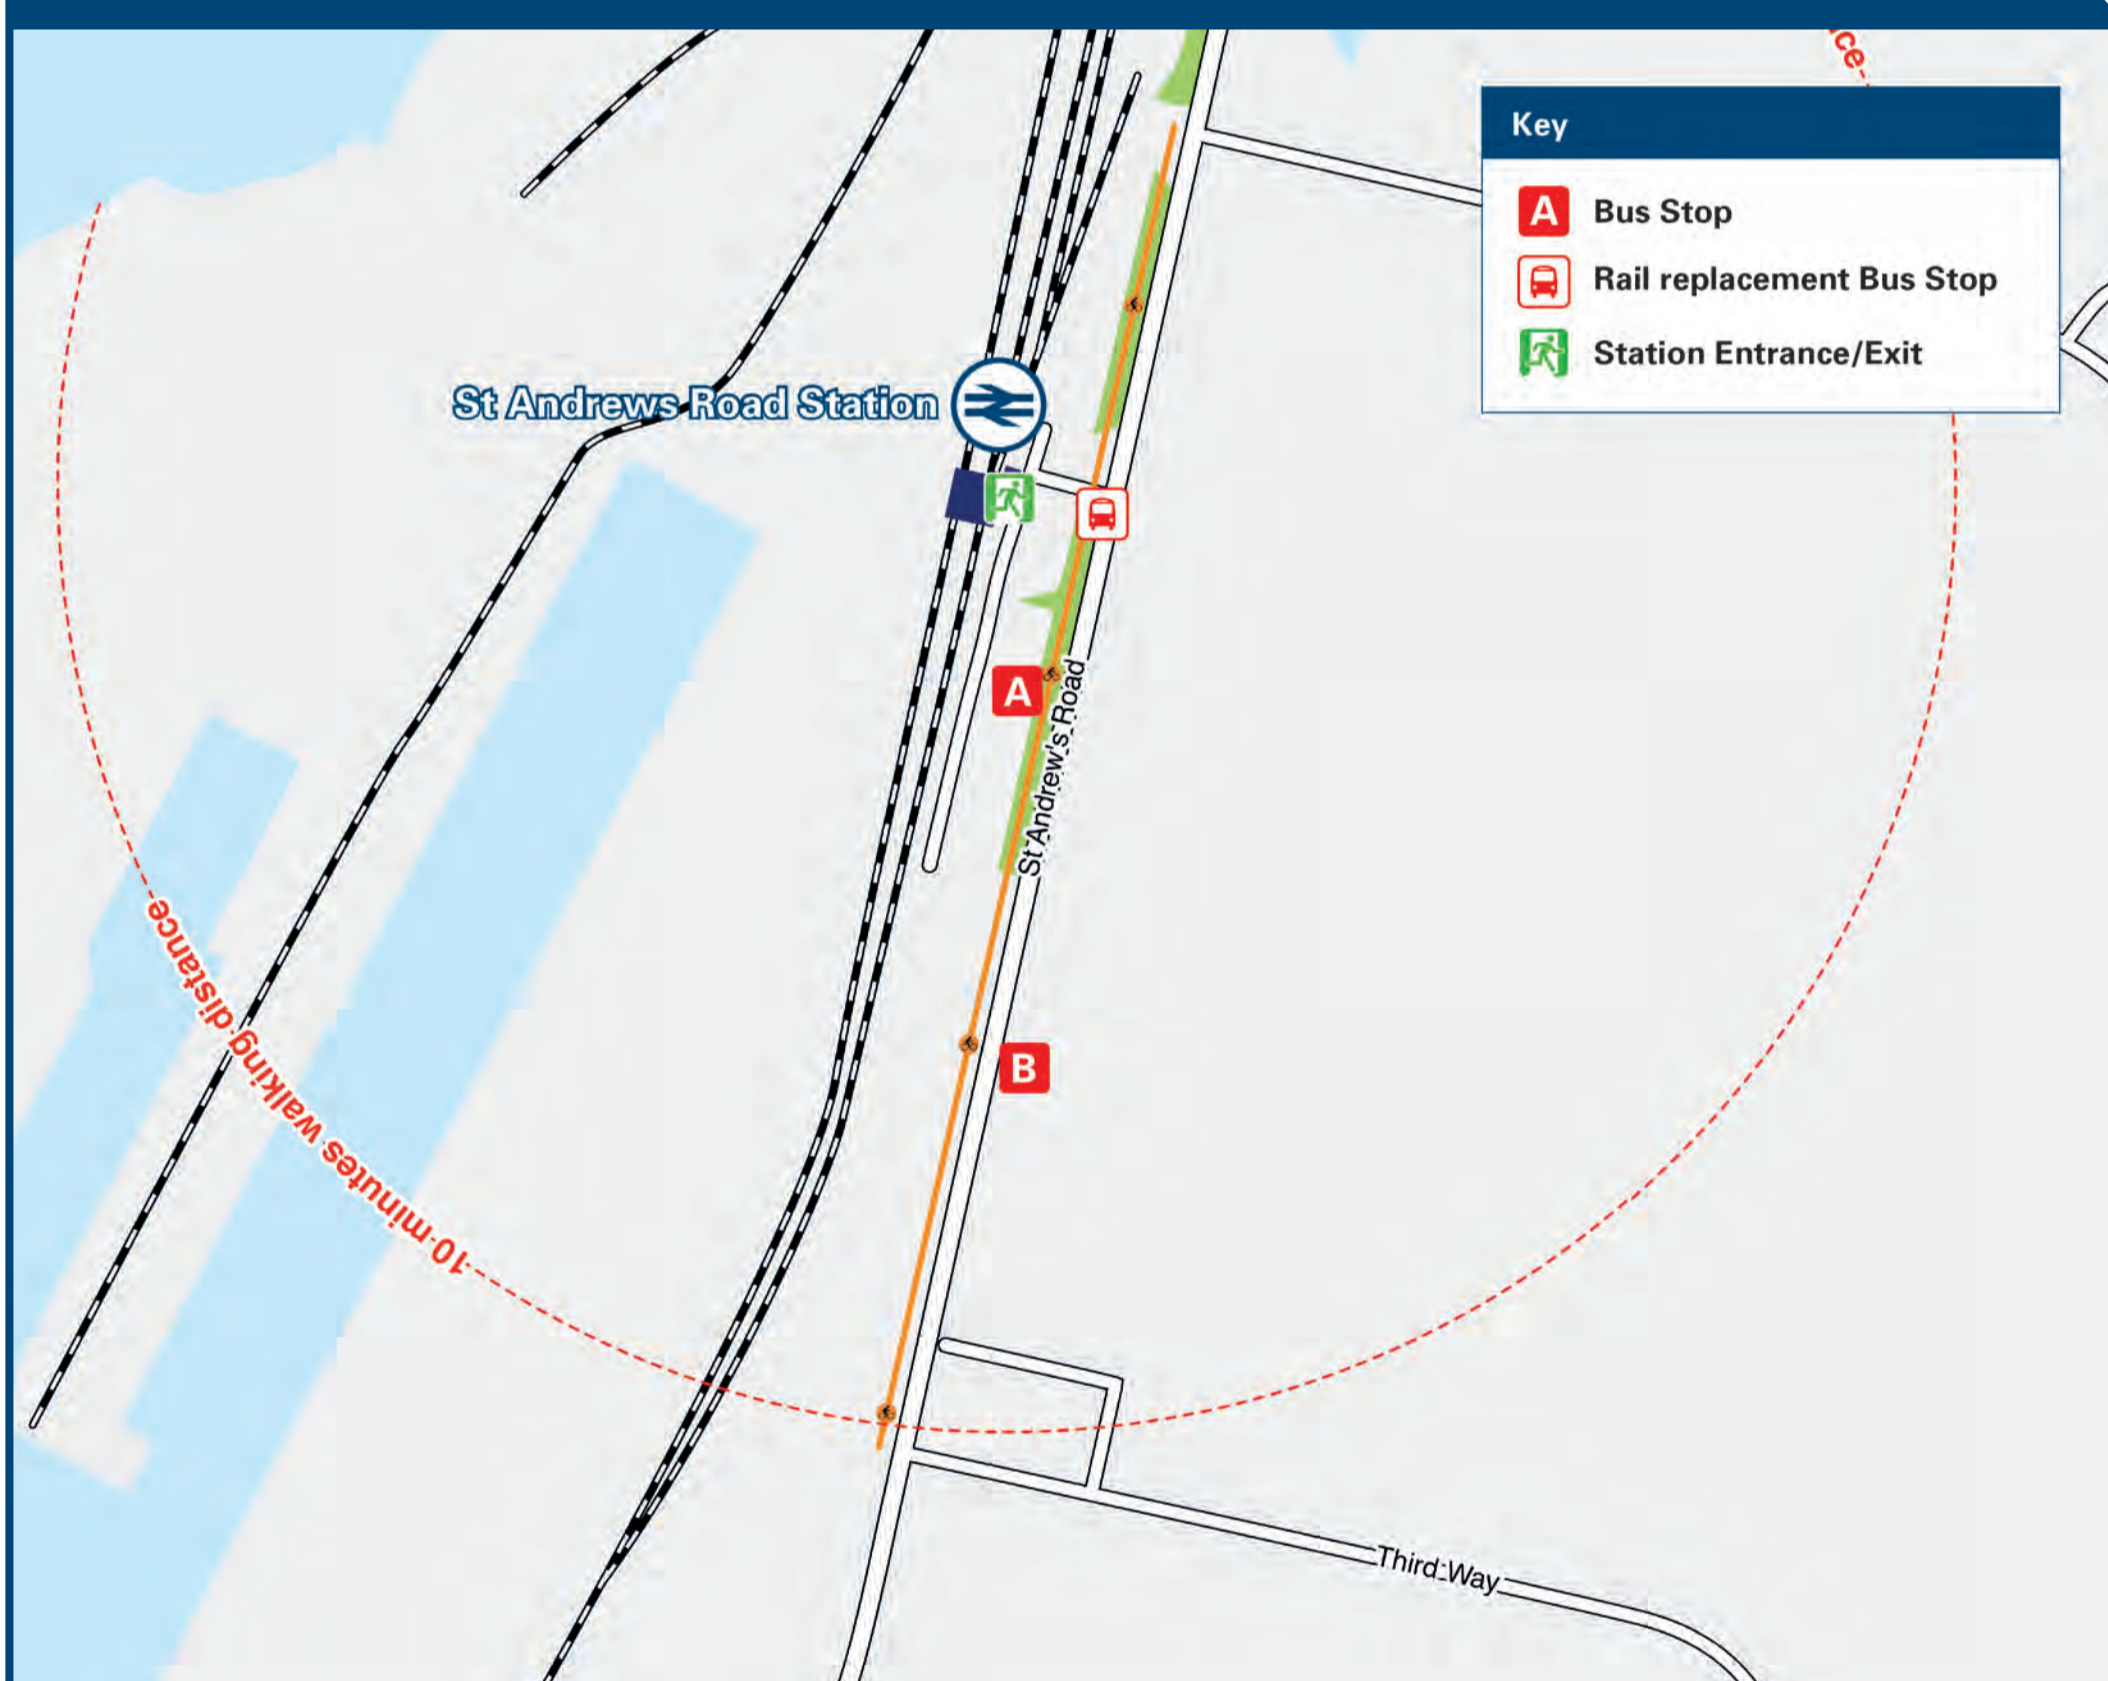 ce
Key
A Bus Stop
Rail replacement Bus Stop
Station Entrance/Exit
St Andrews Road Station
A
St Andrew's Road
B
10 minutes walking distance
Third Way